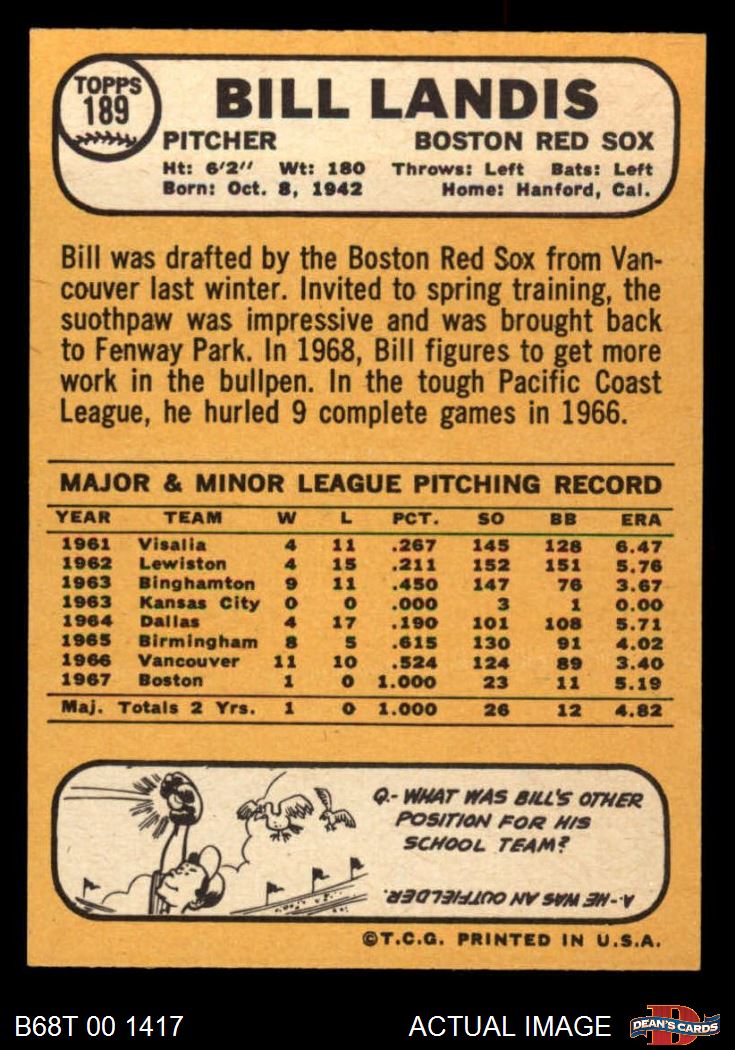 TOPPS
189
BILL LANDIS
PITCHER BOSTON RED SOX
Ht: 6'2" Wt: 180 Throws: Left Bats: Left
Born: Oct. 8, 1942 Home: Hanford, Cal.
Bill was drafted by the Boston Red Sox from Van-
couver last winter. Invited to spring training, the
suothpaw was impressive and was brought back
to Fenway Park. In 1968, Bill figures to get more
work in the bullpen. In the tough Pacific Coast
League, he hurled 9 complete games in 1966.
MAJOR & MINOR LEAGUE PITCHING RECORD
YEAR TEAM W L PCT. SO BB ERA
1961 Visalia 4 11 .267 145 128 6.47
1962 Lewiston 4 15 .211 152 151 5.76
1963 Binghamton 9 11 .450 147 76 3.67
1963 Kansas City 0 0 .000 3 1 0.00
1964 Dallas 4 17 .190 101 108 5.71
1965 Birmingham 8 5 .615 130 91 4.02
1966 Vancouver 11 10 .524 124 89 3.40
1967 Boston 1 0 1.000 23 11 5.19
Maj. Totals 2 Yrs. 1 0 1.000 26 12 4.82
Q.- WHAT WAS BILL'S OTHER
POSITION FOR HIS
SCHOOL TEAM?
A.- HE WAS AN OUTFIELDER.
©T.C.G. PRINTED IN U.S.A.
B68T 00 1417 ACTUAL IMAGE DEAN'S CARDS